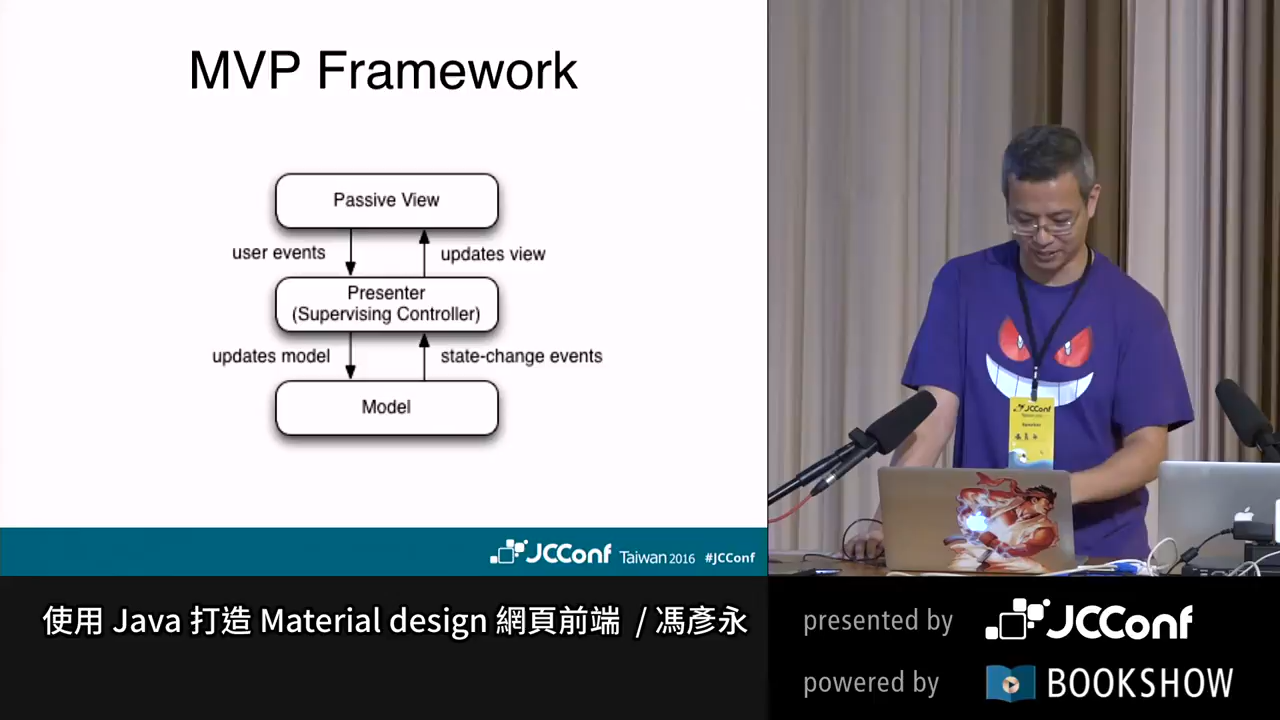 MVP Framework
Passive View
user events
updates view
Presenter
(Supervising Controller)
updates model
state-change events
Model
JCConf Taiwan 2016 #JCConf
JCConf
使用 Java 打造 Material design 網頁前端 / 馮彥永
presented by JCConf
powered by BOOKSHOW